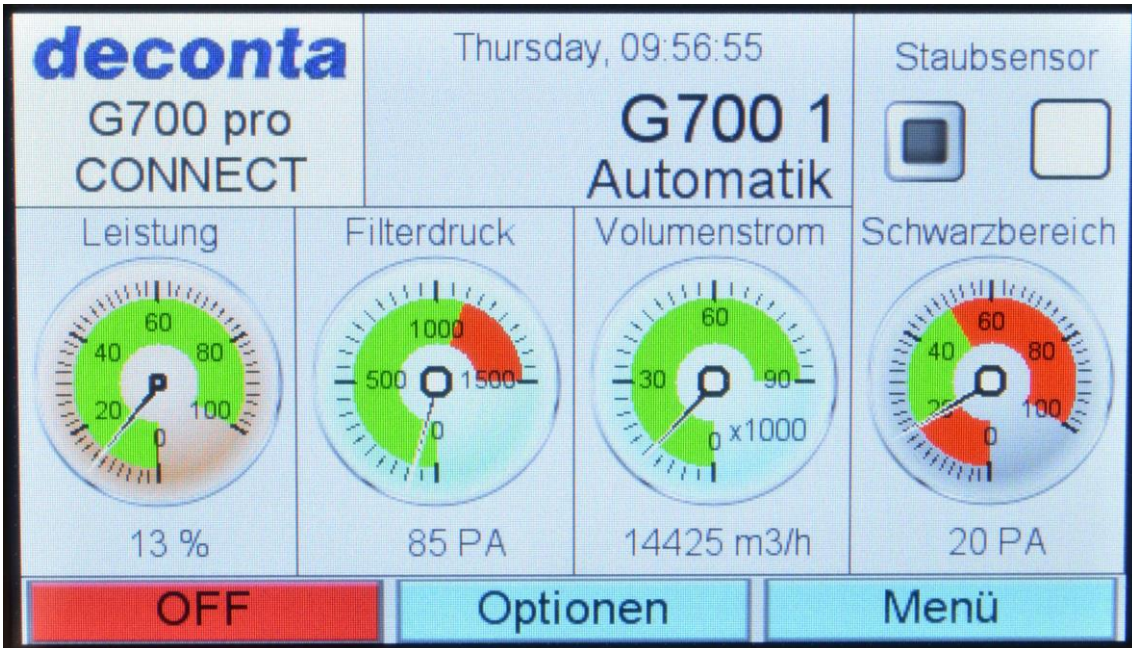 deconta
G700 pro
CONNECT
Thursday, 09:56:55
G700 1
Automatik
Staubsensor
Leistung
0 20 40 60 80 100
13 %
Filterdruck
0 500 1000 1500
85 PA
Volumenstrom
0 30 60 90
x1000
14425 m3/h
Schwarzbereich
0 20 40 60 80 100
20 PA
OFF
Optionen
Menü